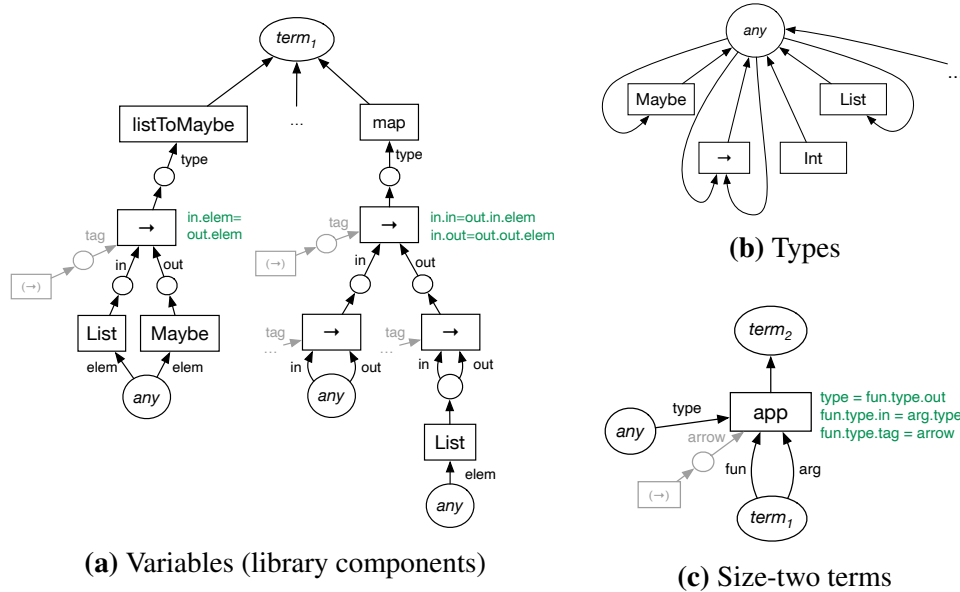 term1
listToMaybe
...
map
type
type
→
in.elem=
out.elem
→
in.in=out.in.elem
in.out=out.out.elem
tag
tag
(→)
(→)
in
out
in
out
List
Maybe
→
→
tag
...
tag
...
elem
elem
in
out
in
out
any
any
List
elem
any
(a) Variables (library components)
any
...
Maybe
List
→
Int
(b) Types
term2
type
app
type = fun.type.out
fun.type.in = arg.type
fun.type.tag = arrow
any
arrow
(→)
fun
arg
term1
(c) Size-two terms